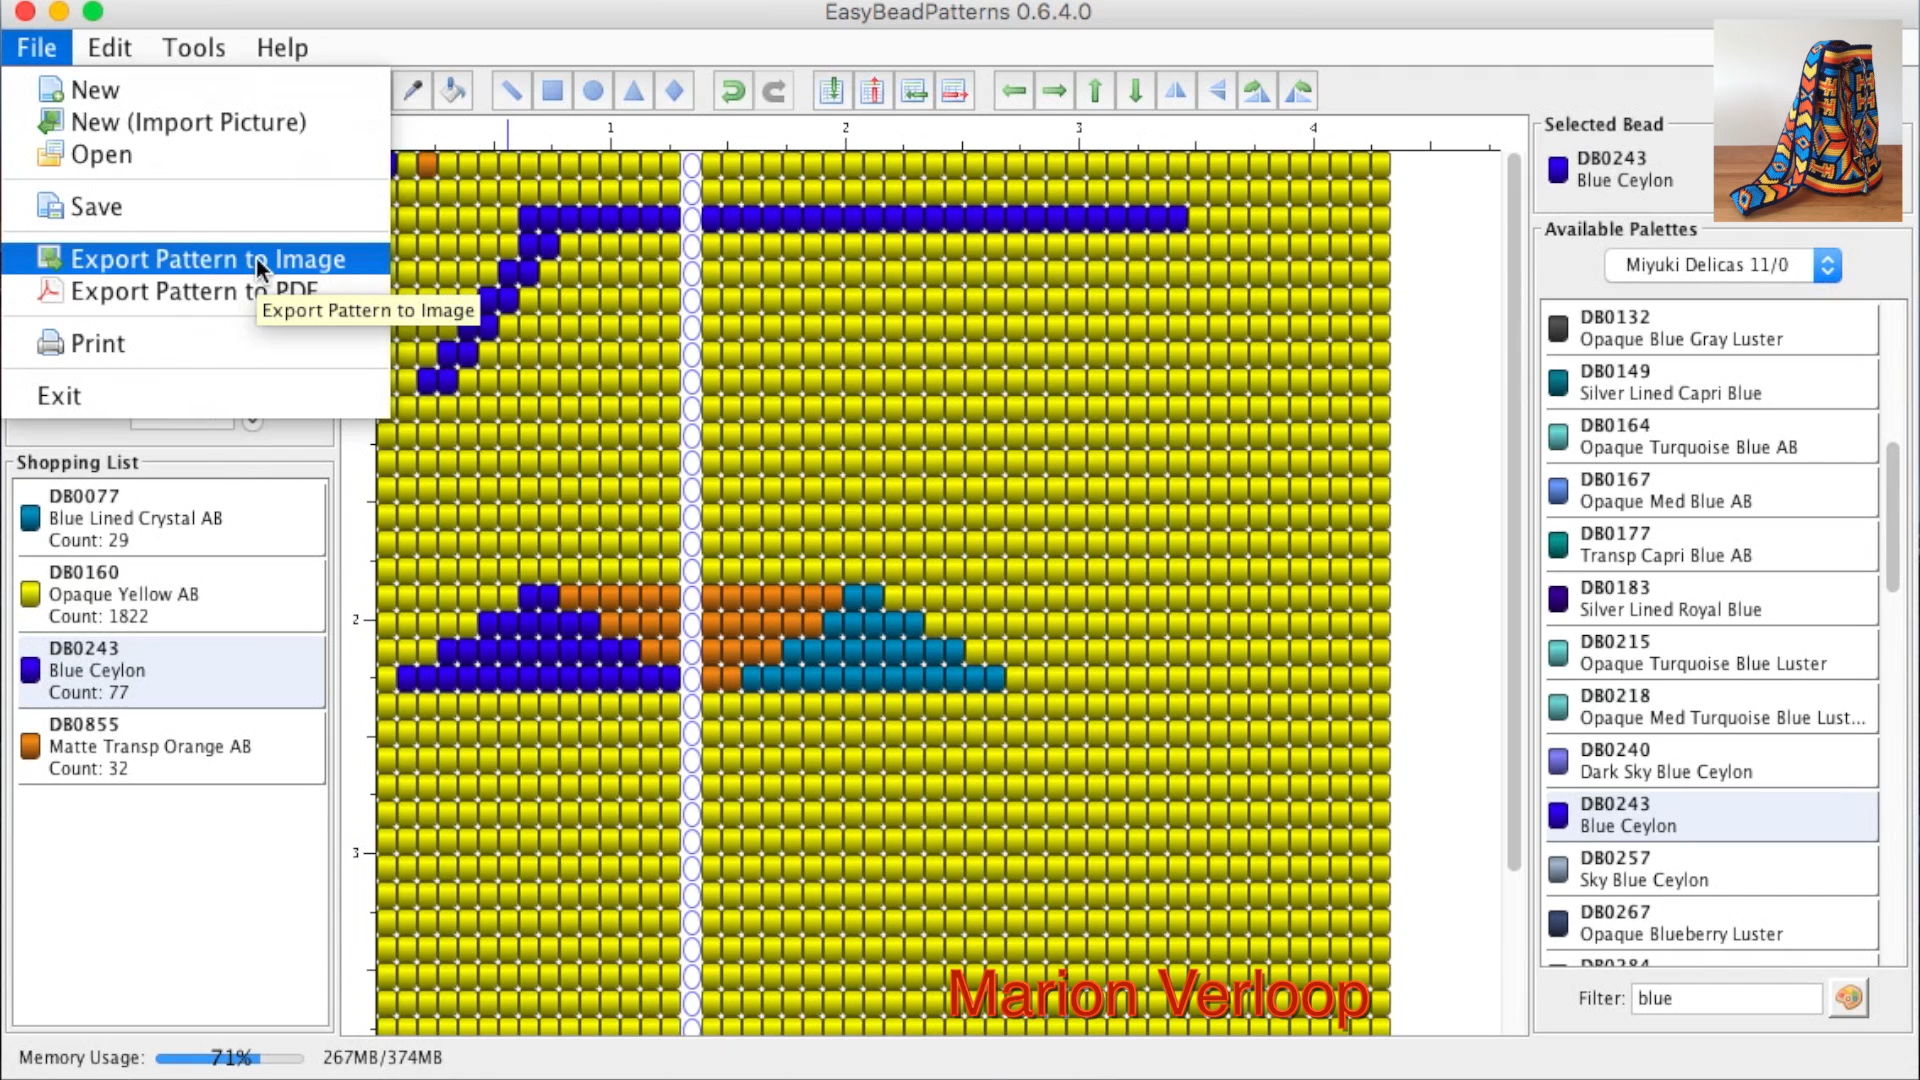 EasyBeadPatterns 0.6.4.0
File Edit Tools Help
New
New (Import Picture)
Open
Save
Export Pattern to Image
Export Pattern to PDF
Export Pattern to Image
Print
Exit
1 2 3 4
2
3
Shopping List
DB0077
Blue Lined Crystal AB
Count: 29
DB0160
Opaque Yellow AB
Count: 1822
DB0243
Blue Ceylon
Count: 77
DB0855
Matte Transp Orange AB
Count: 32
Marion Verloop
Selected Bead
DB0243
Blue Ceylon
Available Palettes
Miyuki Delicas 11/0
DB0132
Opaque Blue Gray Luster
DB0149
Silver Lined Capri Blue
DB0164
Opaque Turquoise Blue AB
DB0167
Opaque Med Blue AB
DB0177
Transp Capri Blue AB
DB0183
Silver Lined Royal Blue
DB0215
Opaque Turquoise Blue Luster
DB0218
Opaque Med Turquoise Blue Lust...
DB0240
Dark Sky Blue Ceylon
DB0243
Blue Ceylon
DB0257
Sky Blue Ceylon
DB0267
Opaque Blueberry Luster
DB0284
Filter: blue
Memory Usage: 71% 267MB/374MB